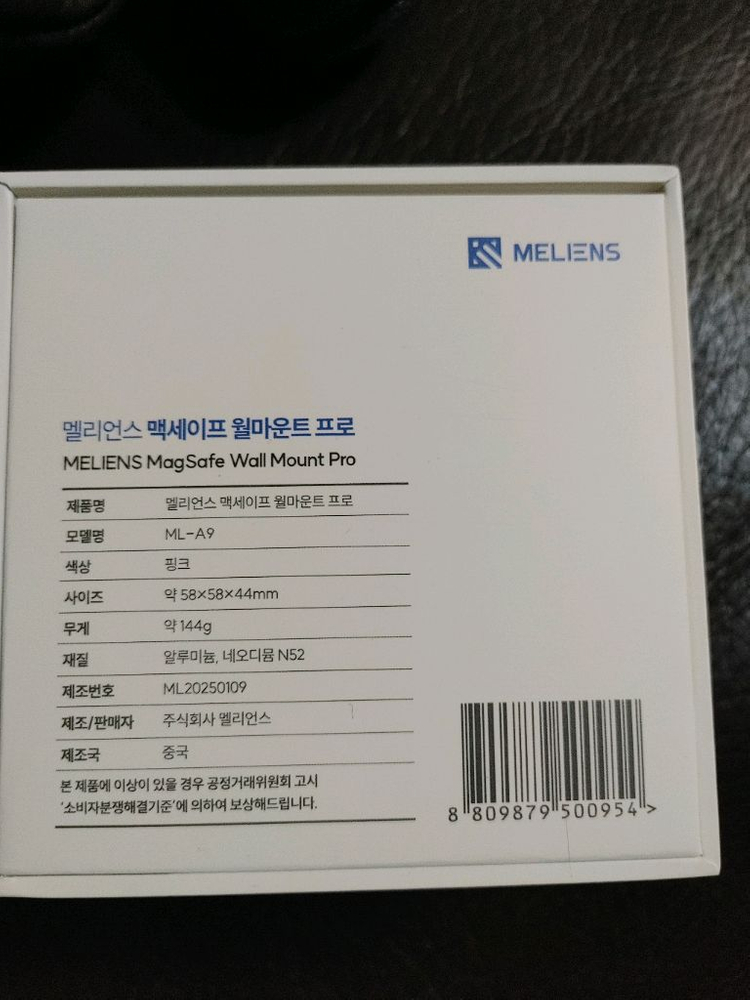 MELIENS
멜리언스 맥세이프 월마운트 프로
MELIENS MagSafe Wall Mount Pro
제품명 멜리언스 맥세이프 월마운트 프로
모델명 ML-A9
색상 핑크
사이즈 약 58×58×44mm
무게 약 144g
재질 알루미늄, 네오디뮴 N52
제조번호 ML20250109
제조/판매자 주식회사 멜리언스
제조국 중국
본 제품에 이상이 있을 경우 공정거래위원회 고시
'소비자분쟁해결기준'에 의하여 보상해드립니다.
8 809879 500954 >